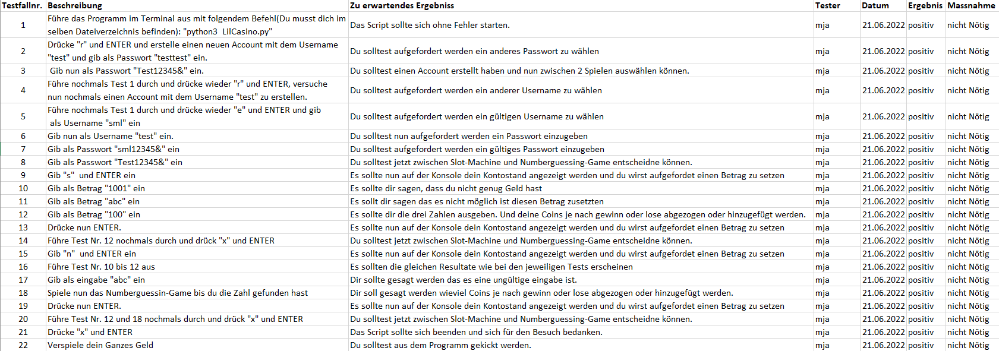 Testfallnr. Beschreibung Zu erwartendes Ergebniss Tester Datum Ergebnis Massnahme
1 Führe das Programm im Terminal aus mit folgendem Befehl(Du musst dich im
selben Dateiverzeichnis befinden): "python3  LilCasino.py" Das Script sollte sich ohne Fehler starten. mja 21.06.2022 positiv nicht Nötig
2 Drücke "r" und ENTER und erstelle einen neuen Account mit dem Username
"test" und gib als Passwort "testtest" ein. Du solltest aufgefordert werden ein anderes Passwort zu wählen mja 21.06.2022 positiv nicht Nötig
3 Gib nun als Passwort "Test12345&" ein. Du solltest einen Account erstellt haben und nun zwischen 2 Spielen auswählen können. mja 21.06.2022 positiv nicht Nötig
4 Führe nochmals Test 1 durch und drücke wieder "r" und ENTER, versuche
nun nochmals einen Account mit dem Username "test" zu erstellen. Du solltest aufgefordert werden ein anderer Username zu wählen mja 21.06.2022 positiv nicht Nötig
5 Führe nochmals Test 1 durch und drücke wieder "e" und ENTER und gib
als Username "sml" ein Du solltest aufgefordert werden ein gültigen Username zu wählen mja 21.06.2022 positiv nicht Nötig
6 Gib nun als Username "test" ein. Du solltest nun aufgefordert werden ein Passwort einzugeben mja 21.06.2022 positiv nicht Nötig
7 Gib als Passwort "sml12345&" ein Du solltest aufgefordert werden ein gültiges Passwort einzugeben mja 21.06.2022 positiv nicht Nötig
8 Gib als Passwort "Test12345&" ein Du solltest jetzt zwischen Slot-Machine und Numberguessing-Game entscheidne können. mja 21.06.2022 positiv nicht Nötig
9 Gib "s"  und ENTER ein Es sollte nun auf der Konsole dein Kontostand angezeigt werden und du wirst aufgefordet einen Betrag zu setzen mja 21.06.2022 positiv nicht Nötig
10 Gib als Betrag "1001" ein Es sollte dir sagen, dass du nicht genug Geld hast mja 21.06.2022 positiv nicht Nötig
11 Gib als Betrag "abc" ein Es sollt dir sagen das es nicht möglich ist diesen Betrag zusetzten mja 21.06.2022 positiv nicht Nötig
12 Gib als Betrag "100" ein Es sollte dir die drei Zahlen ausgeben. Und deine Coins je nach gewinn oder lose abgezogen oder hinzugefügt werden. mja 21.06.2022 positiv nicht Nötig
13 Drücke nun ENTER. Es sollte nun auf der Konsole dein Kontostand angezeigt werden und du wirst aufgefordet einen Betrag zu setzen mja 21.06.2022 positiv nicht Nötig
14 Führe Test Nr. 12 nochmals durch und drück "x" und ENTER Du solltest jetzt zwischen Slot-Machine und Numberguessing-Game entscheidne können. mja 21.06.2022 positiv nicht Nötig
15 Gib "n"  und ENTER ein Es sollte nun auf der Konsole dein Kontostand angezeigt werden und du wirst aufgefordet einen Betrag zu setzen mja 21.06.2022 positiv nicht Nötig
16 Führe Test Nr. 10 bis 12 aus Es sollten die gleichen Resultate wie bei den jeweiligen Tests erscheinen mja 21.06.2022 positiv nicht Nötig
17 Gib als eingabe "abc" ein Dir sollte gesagt werden das es eine ungültige eingabe ist. mja 21.06.2022 positiv nicht Nötig
18 Spiele nun das Numberguessin-Game bis du die Zahl gefunden hast Dir soll gesagt werden wieviel Coins je nach gewinn oder lose abgezogen oder hinzugefügt werden. mja 21.06.2022 positiv nicht Nötig
19 Drücke nun ENTER. Es sollte nun auf der Konsole dein Kontostand angezeigt werden und du wirst aufgefordet einen Betrag zu setzen mja 21.06.2022 positiv nicht Nötig
20 Führe Test Nr. 12 und 18 nochmals durch und drück "x" und ENTER Du solltest jetzt zwischen Slot-Machine und Numberguessing-Game entscheidne können. mja 21.06.2022 positiv nicht Nötig
21 Drücke "x" und ENTER Das Script sollte sich beenden und sich für den Besuch bedanken. mja 21.06.2022 positiv nicht Nötig
22 Verspiele dein Ganzes Geld Du solltest aus dem Programm gekickt werden. mja 21.06.2022 positiv nicht Nötig